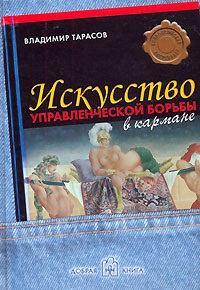 ВЛАДИМИР ТАРАСОВ
Искусство
УПРАВЛЕНЧЕСКОЙ БОРЬБЫ
в кармане
ДОБРАЯ КНИГА